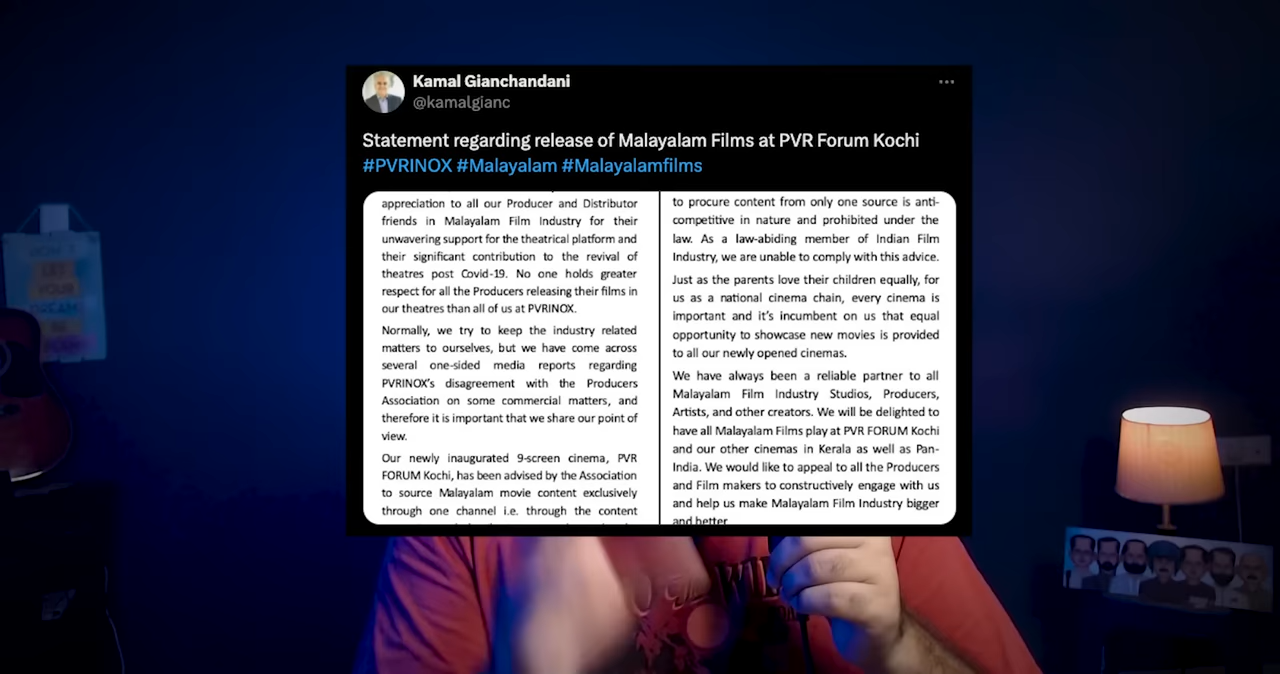 Kamal Gianchandani
@kamalgianc
Statement regarding release of Malayalam Films at PVR Forum Kochi
#PVRINOX #Malayalam #Malayalamfilms
appreciation to all our Producer and Distributor
friends in Malayalam Film Industry for their
unwavering support for the theatrical platform and
their significant contribution to the revival of
theatres post Covid-19. No one holds greater
respect for all the Producers releasing their films in
our theatres than all of us at PVRINOX.
Normally, we try to keep the industry related
matters to ourselves, but we have come across
several one-sided media reports regarding
PVRINOX's disagreement with the Producers
Association on some commercial matters, and
therefore it is important that we share our point of
view.
Our newly inaugurated 9-screen cinema, PVR
FORUM Kochi, has been advised by the Association
to source Malayalam movie content exclusively
through one channel i.e. through the content
to procure content from only one source is anti-
competitive in nature and prohibited under the
law. As a law-abiding member of Indian Film
Industry, we are unable to comply with this advice.
Just as the parents love their children equally, for
us as a national cinema chain, every cinema is
important and it's incumbent on us that equal
opportunity to showcase new movies is provided
to all our newly opened cinemas.
We have always been a reliable partner to all
Malayalam Film Industry Studios, Producers,
Artists, and other creators. We will be delighted to
have all Malayalam Films play at PVR FORUM Kochi
and our other cinemas in Kerala as well as Pan-
India. We would like to appeal to all the Producers
and Film makers to constructively engage with us
and help us make Malayalam Film Industry bigger
and better